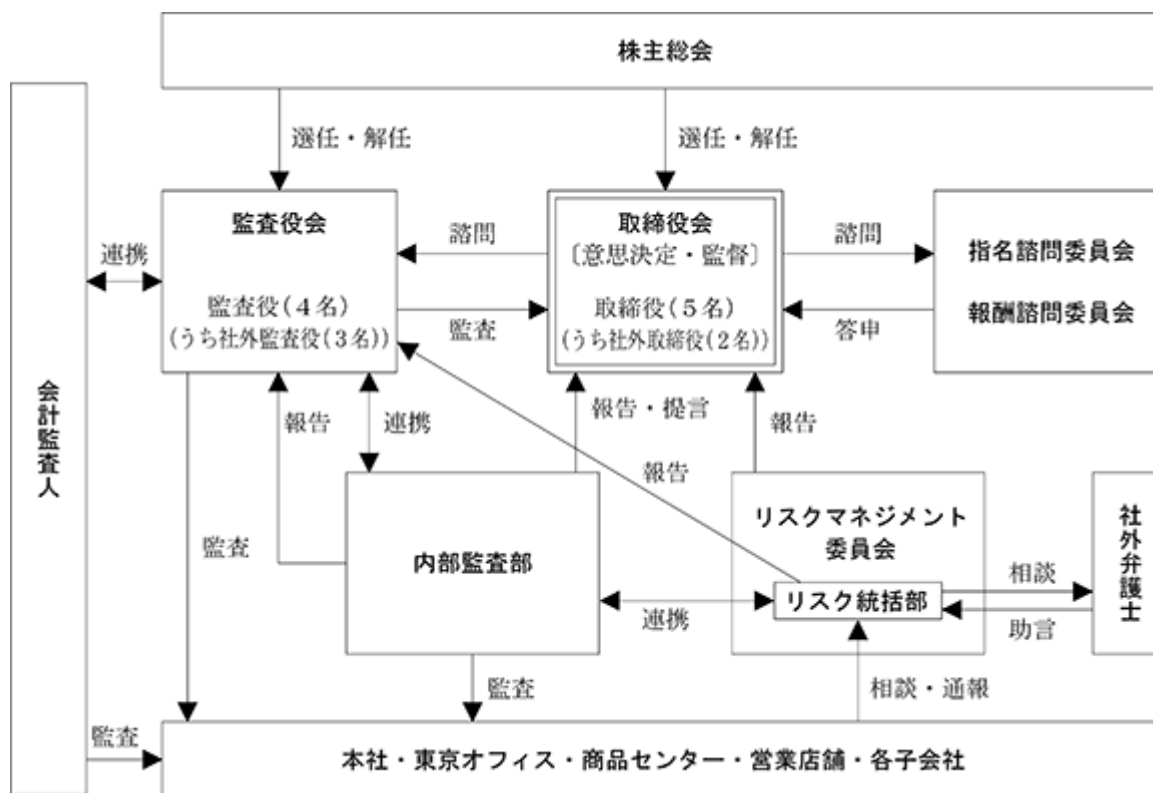 株主総会
選任・解任
選任・解任
監査役会
監査役(4名)
(うち社外監査役(3名))
諮問
監査
取締役会
〔意思決定・監督〕
取締役(5名)
(うち社外取締役(2名))
諮問
答申
指名諮問委員会
報酬諮問委員会
連携
会計監査人
報告
連携
報告・提言
報告
報告
監査
内部監査部
リスクマネジメント
委員会
リスク統括部
連携
相談
助言
社外弁護士
監査
相談・通報
監査
本社・東京オフィス・商品センター・営業店舗・各子会社